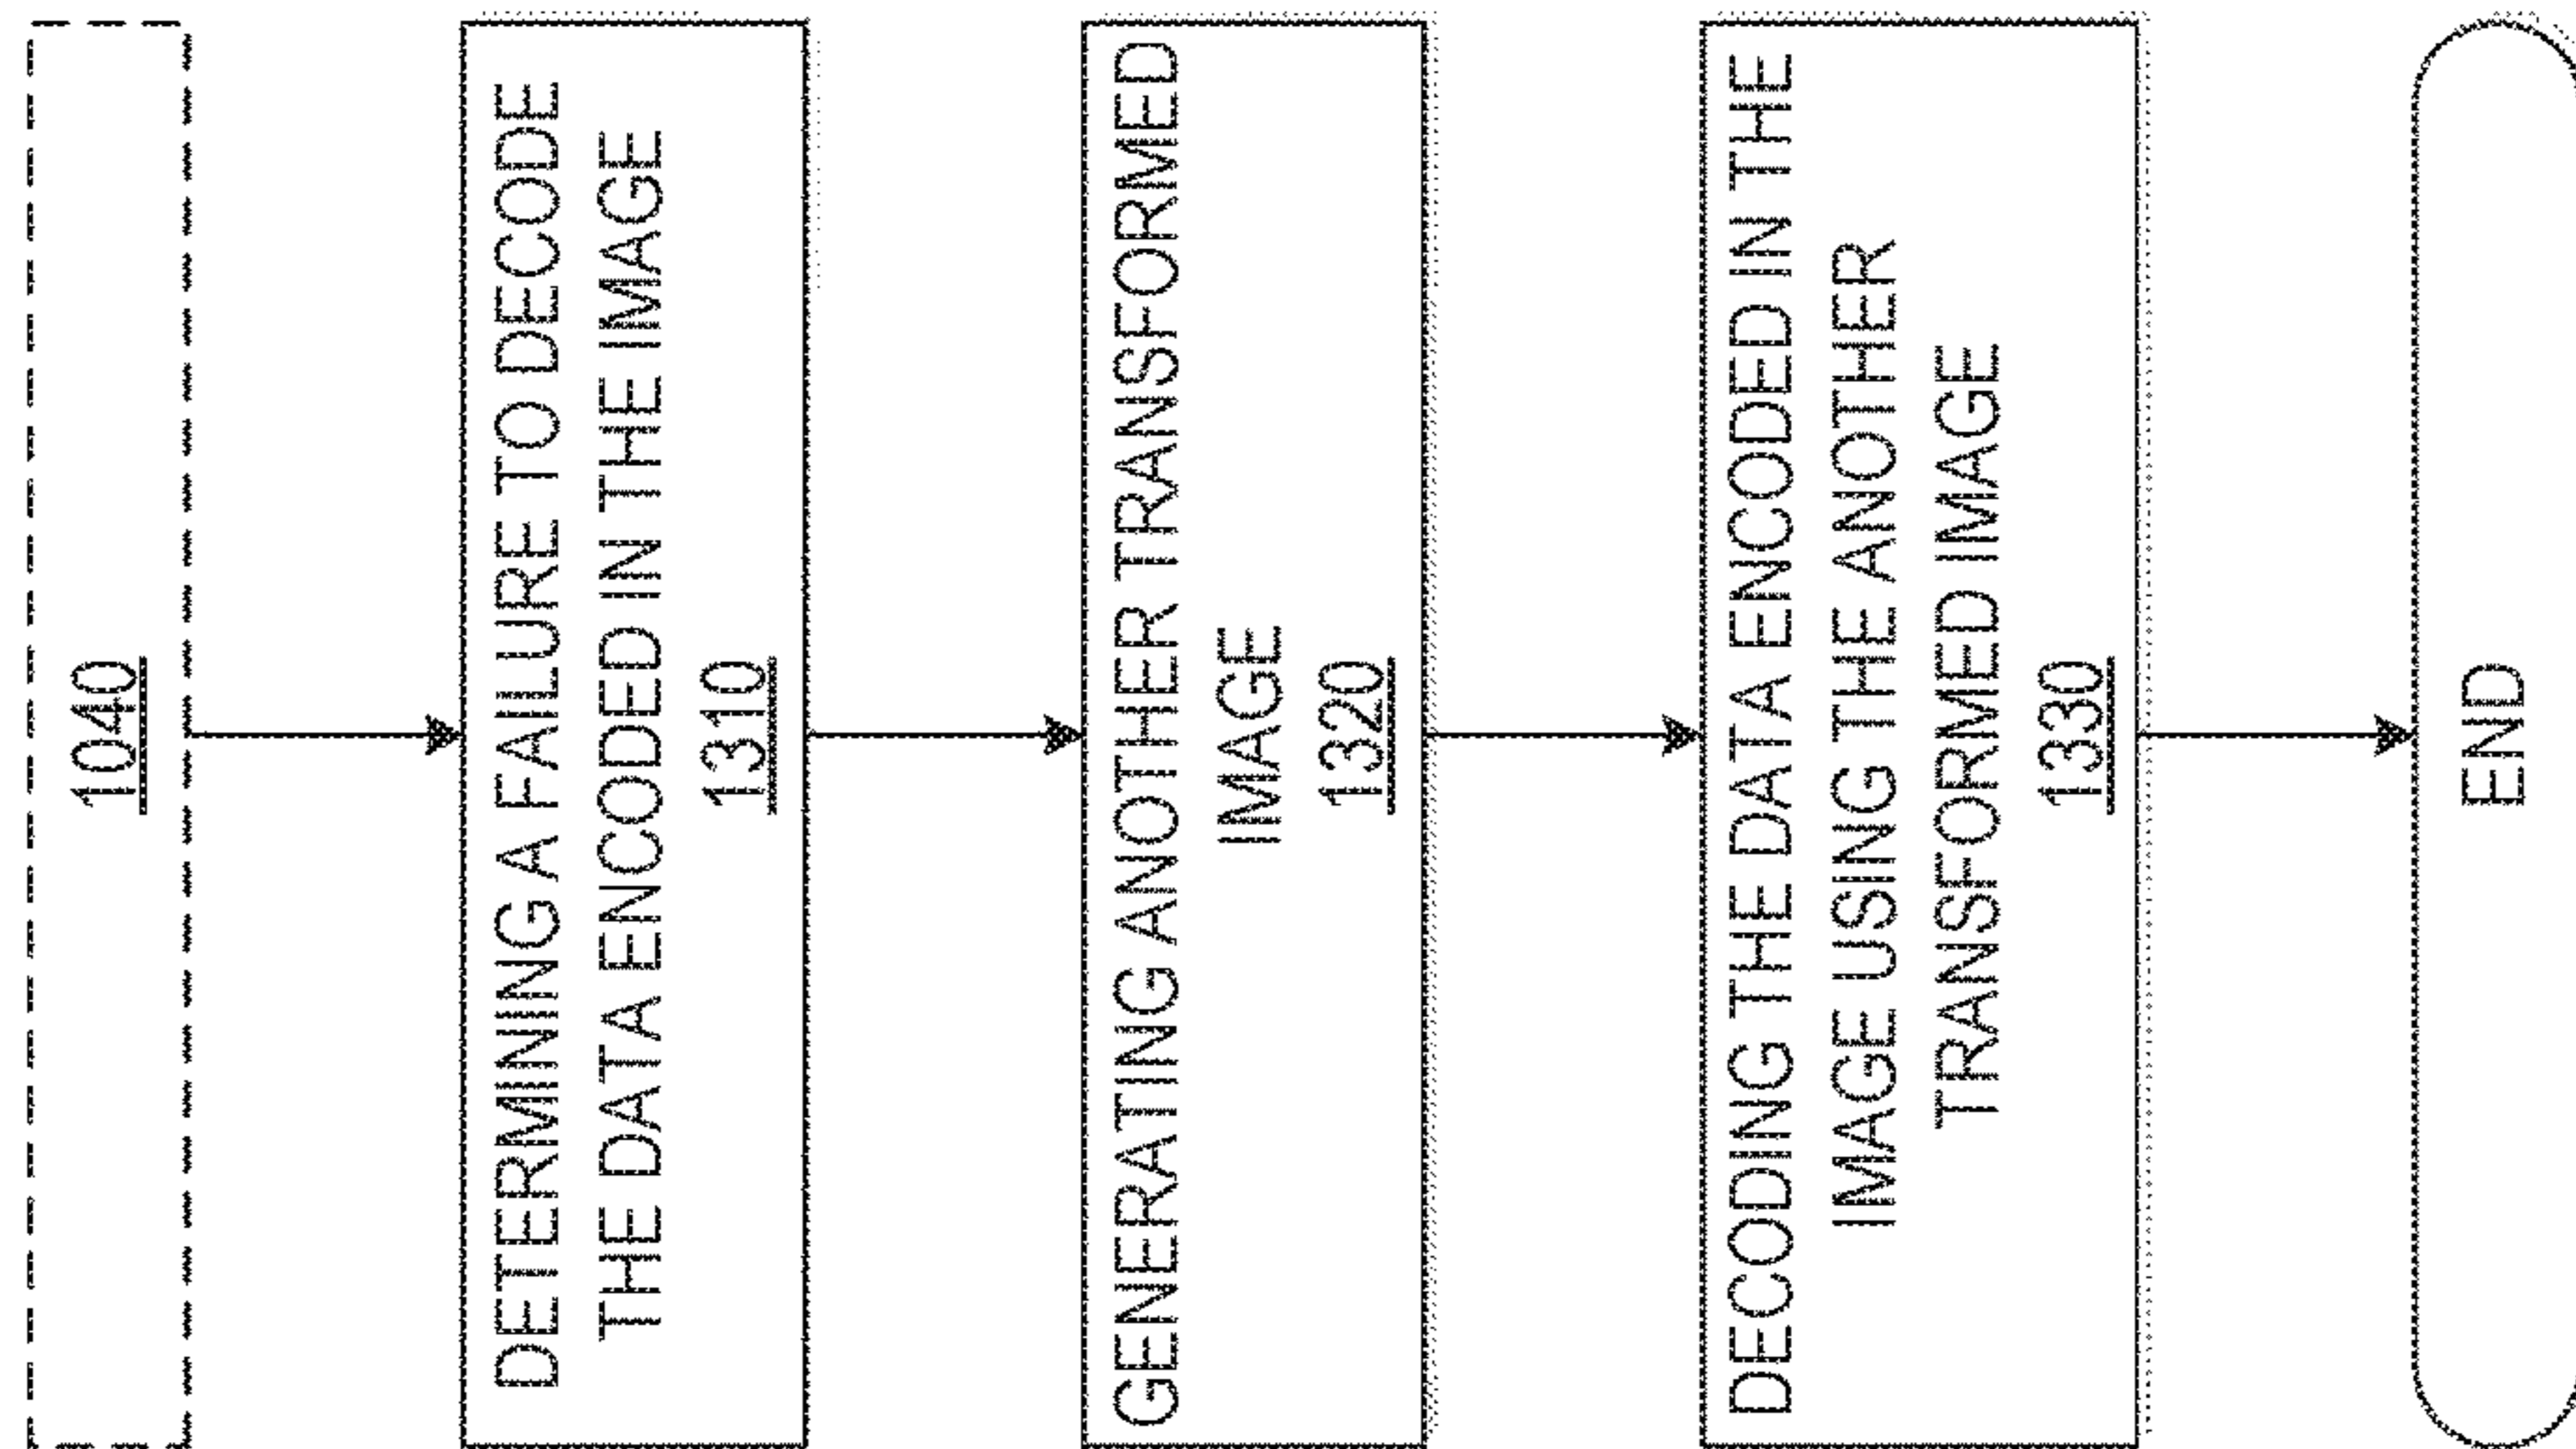 1040
DETERMINING A FAILURE TO DECODE
THE DATA ENCODED IN THE IMAGE
1310
GENERATING ANOTHER TRANSFORMED
IMAGE
1320
DECODING THE DATA ENCODED IN THE
IMAGE USING THE ANOTHER
TRANSFORMED IMAGE
1330
END